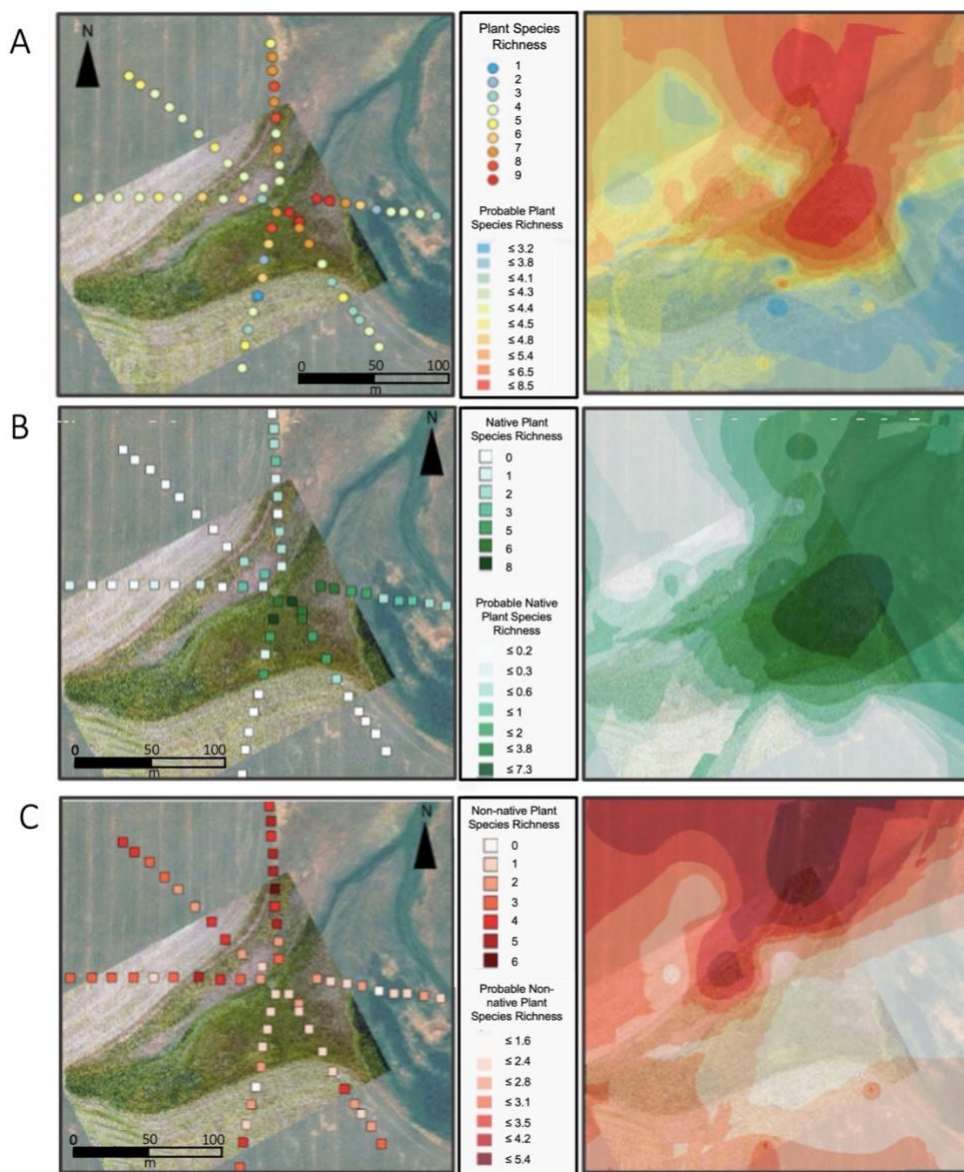 A
N
0
50
100
m
Plant Species
Richness
1
2
3
4
5
6
7
8
9
Probable Plant
Species Richness
≤ 3.2
≤ 3.8
≤ 4.1
≤ 4.3
≤ 4.4
≤ 4.5
≤ 4.8
≤ 5.4
≤ 6.5
≤ 8.5
B
N
0
50
100
m
Native Plant
Species Richness
0
1
2
3
5
6
8
Probable Native
Plant Species
Richness
≤ 0.2
≤ 0.3
≤ 0.6
≤ 1
≤ 2
≤ 3.8
≤ 7.3
C
N
0
50
100
m
Non-native Plant
Species Richness
0
1
2
3
4
5
6
Probable Non-
native Plant
Species Richness
≤ 1.6
≤ 2.4
≤ 2.8
≤ 3.1
≤ 3.5
≤ 4.2
≤ 5.4